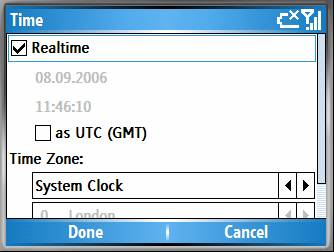 Time
Realtime
08.09.2006
11:46:10
as UTC (GMT)
Time Zone:
System Clock
0 London
Done Cancel